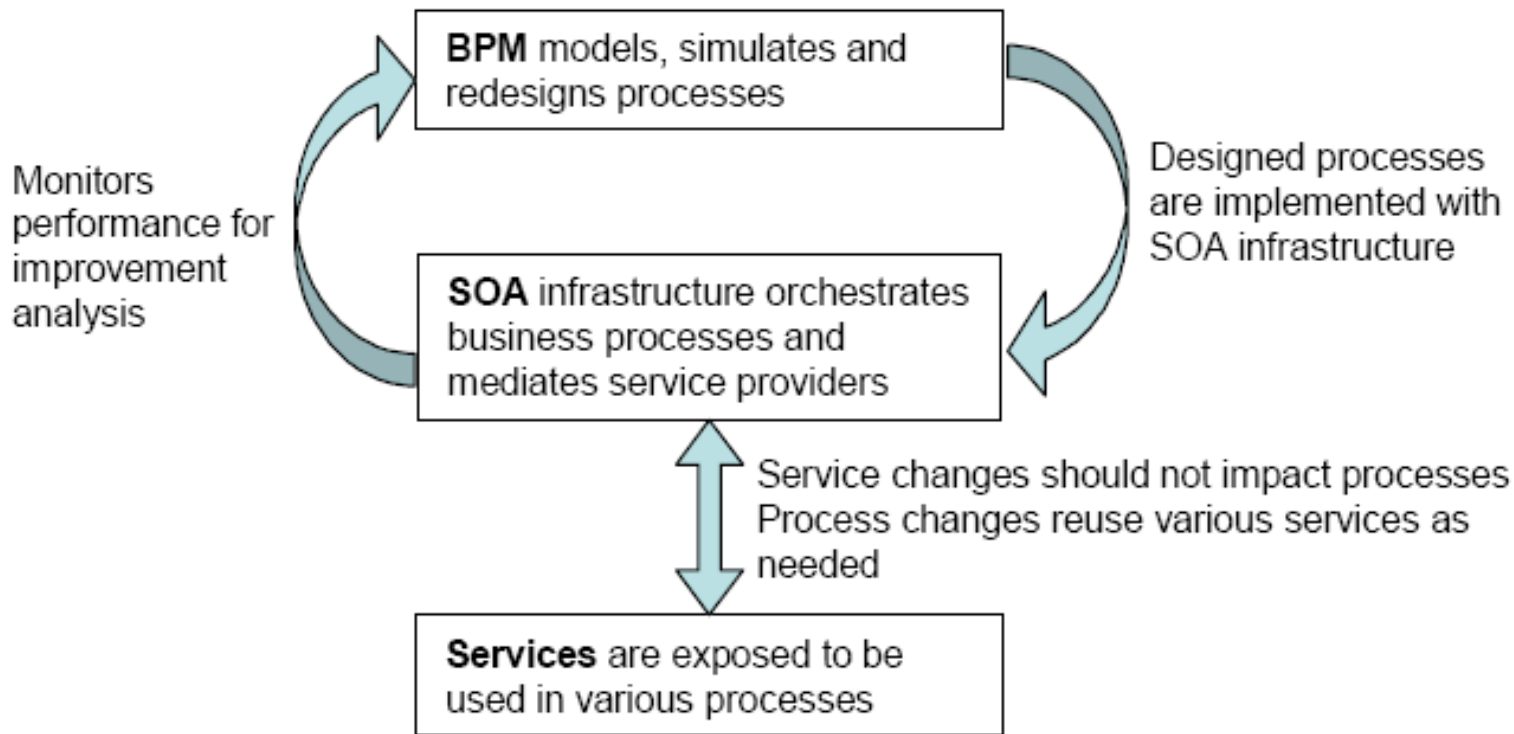 BPM models, simulates and
redesigns processes
Monitors
performance for
improvement
analysis
Designed processes
are implemented with
SOA infrastructure
SOA infrastructure orchestrates
business processes and
mediates service providers
Service changes should not impact processes
Process changes reuse various services as
needed
Services are exposed to be
used in various processes